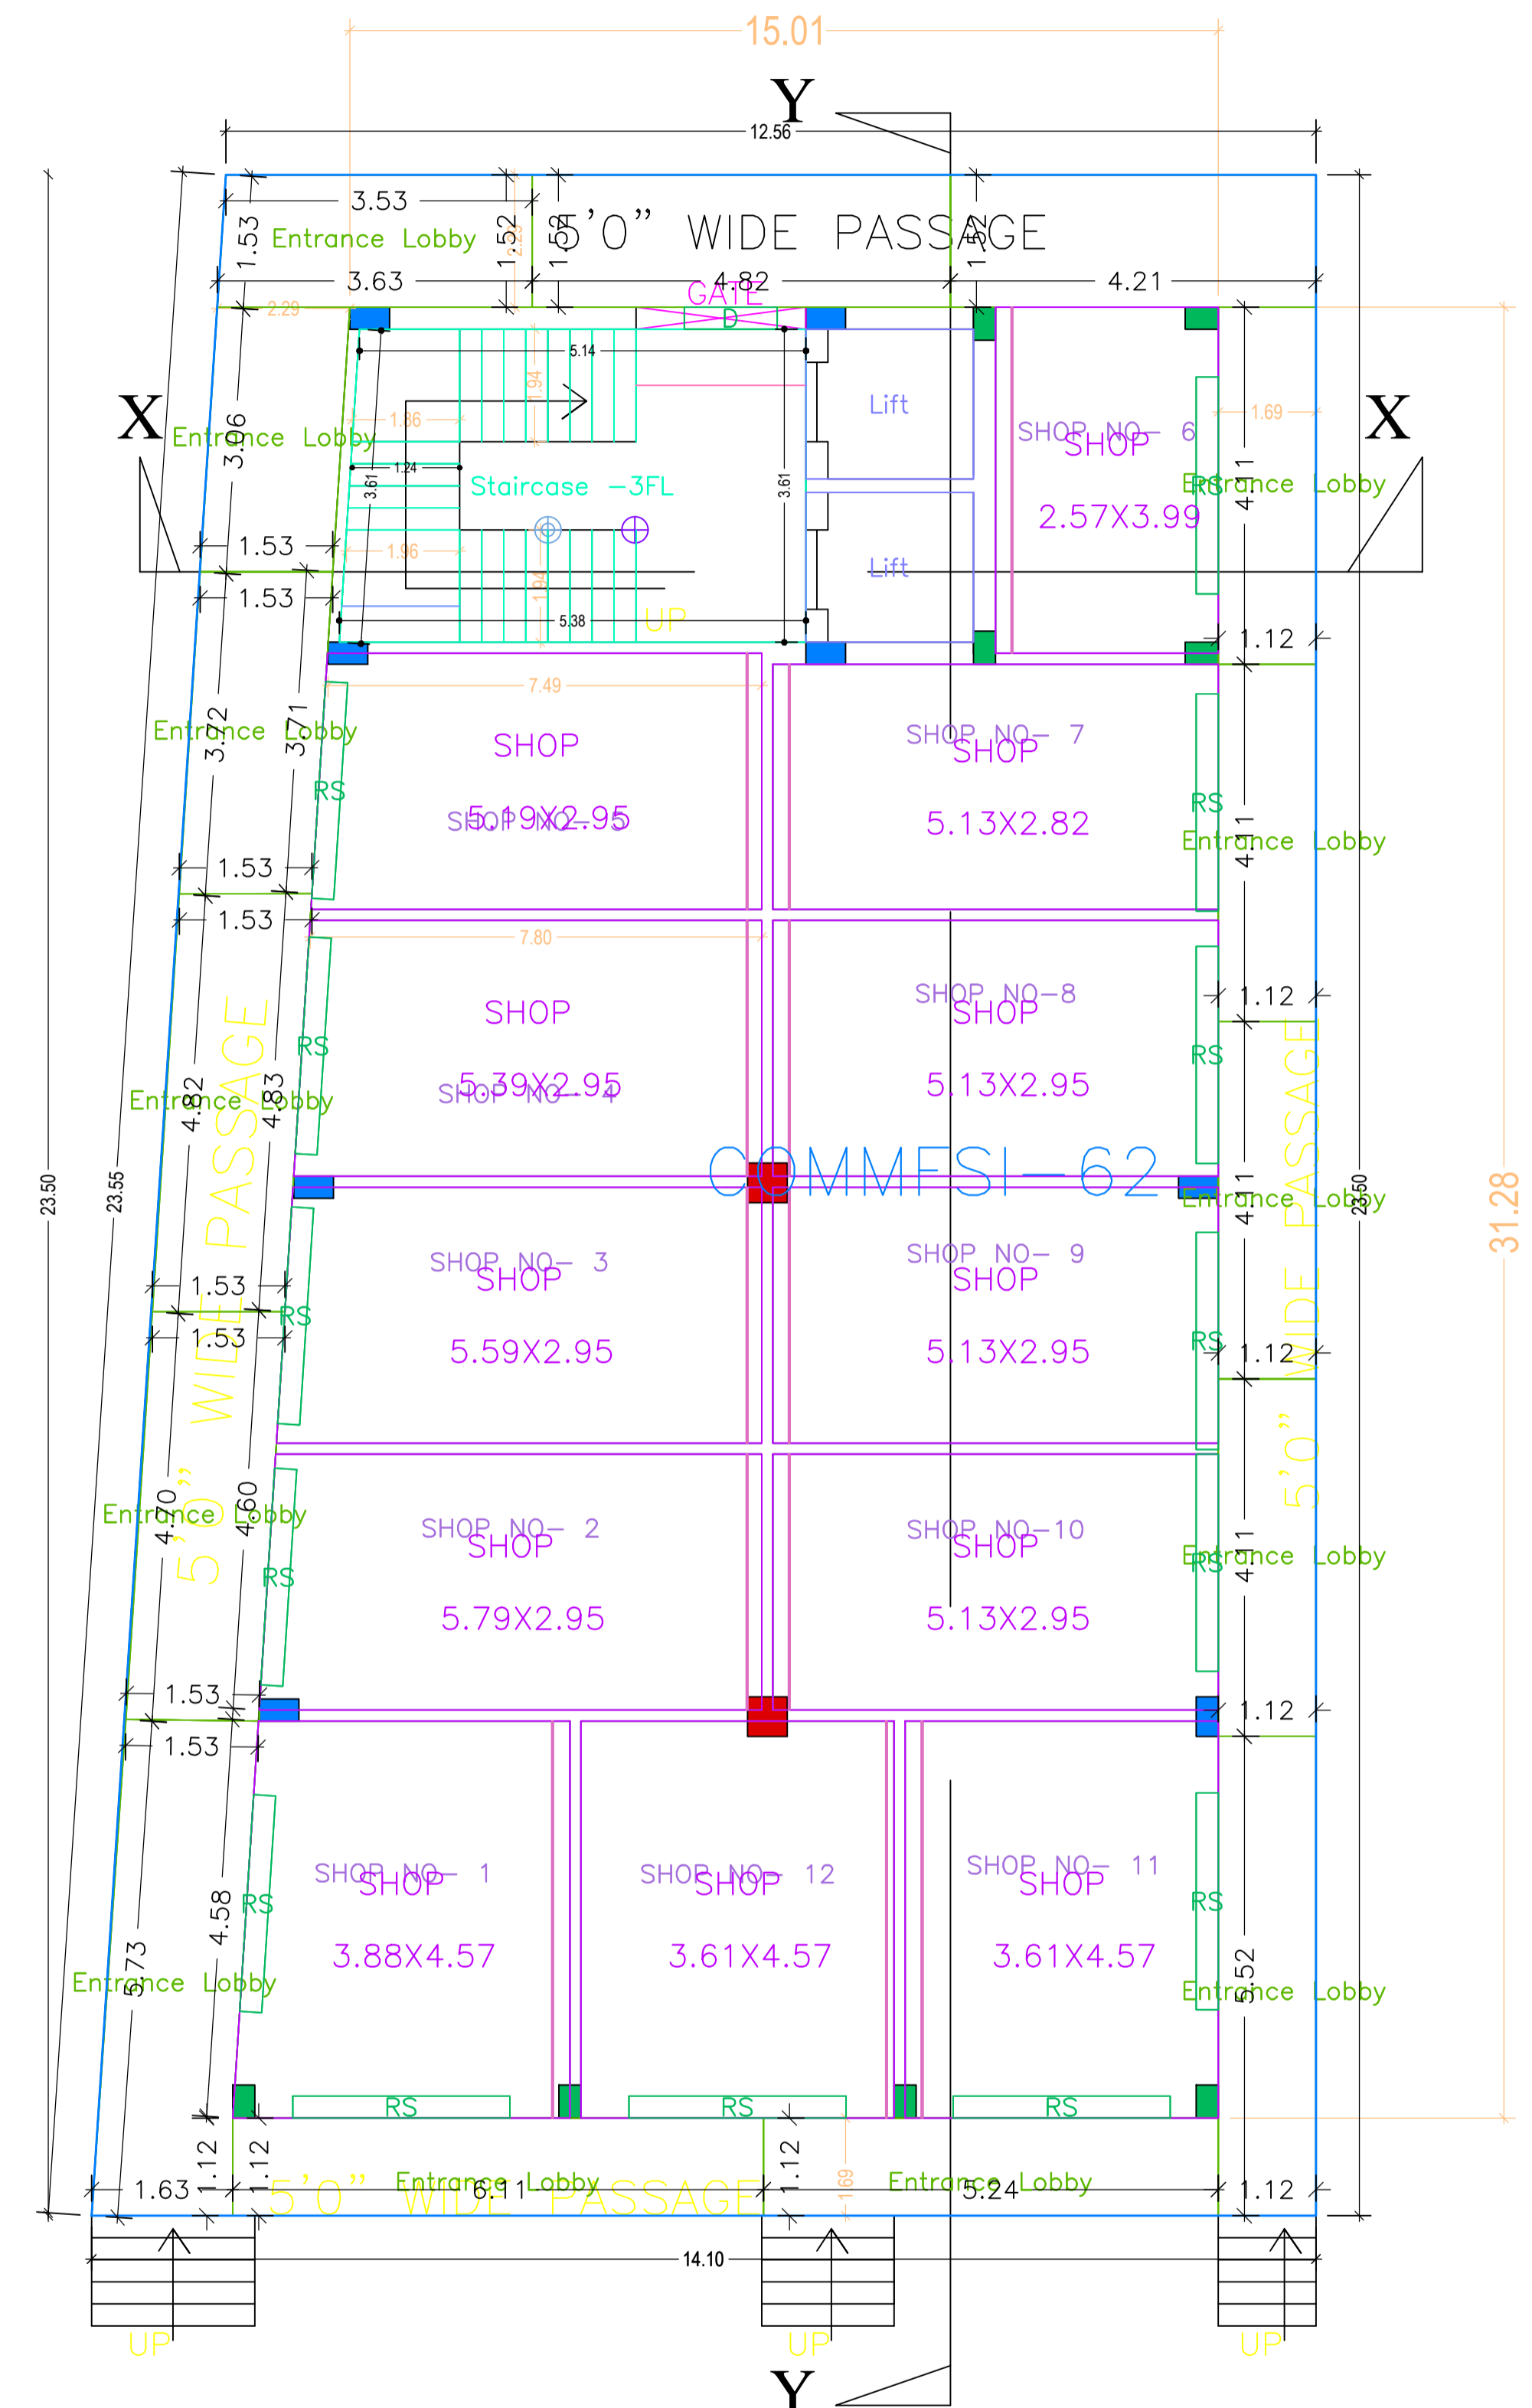 15.01
Y
12.56
3.53
1.53
Entrance Lobby
1.52
2.29
1.52
5'0" WIDE PASSAGE
1.52
3.63
4.82
4.21
GATE
D
2.29
5.14
1.94
Lift
X
X
SHOP NO- 6
SHOP
1.69
Entrance Lobby
3.06
1.86
1.24
3.61
Staircase -3FL
3.61
4.11
Entrance Lobby
RS
2.57X3.99
1.53
1.96
Lift
1.53
1.94
5.38
UP
1.12
7.49
3.72
3.71
Entrance Lobby
SHOP
SHOP NO- 7
SHOP
RS
5.19X2.95
SHOP NO- 5
5.13X2.82
RS
4.11
Entrance Lobby
1.53
1.53
7.80
SHOP
SHOP NO-8
SHOP
1.12
RS
RS
5.39X2.95
SHOP NO- 4
5.13X2.95
Entrance Lobby
4.82
4.83
5'0" WIDE PASSAGE
COMMFSI-62
23.50
23.55
4.11
Entrance Lobby
23.50
31.28
5'0" WIDE PASSAGE
SHOP NO- 3
SHOP
SHOP NO- 9
SHOP
1.53
RS
1.53
RS
5.59X2.95
5.13X2.95
1.12
4.70
4.60
Entrance Lobby
SHOP NO- 2
SHOP
SHOP NO-10
SHOP
4.11
Entrance Lobby
RS
RS
5.79X2.95
5.13X2.95
1.53
1.12
1.53
SHOP NO- 1
SHOP
SHOP NO- 12
SHOP
SHOP NO- 11
SHOP
RS
4.58
RS
3.88X4.57
3.61X4.57
3.61X4.57
5.73
Entrance Lobby
5.52
Entrance Lobby
RS
RS
RS
1.12
1.12
1.12
1.69
1.63
5'0" WIDE PASSAGE
Entrance Lobby
6.11
Entrance Lobby
5.24
1.12
14.10
UP
UP
UP
Y